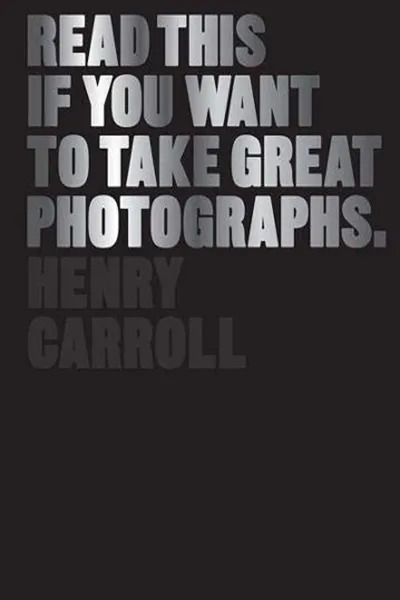 READ THIS
IF YOU WANT
TO TAKE GREAT
PHOTOGRAPHS.
HENRY
CARROLL